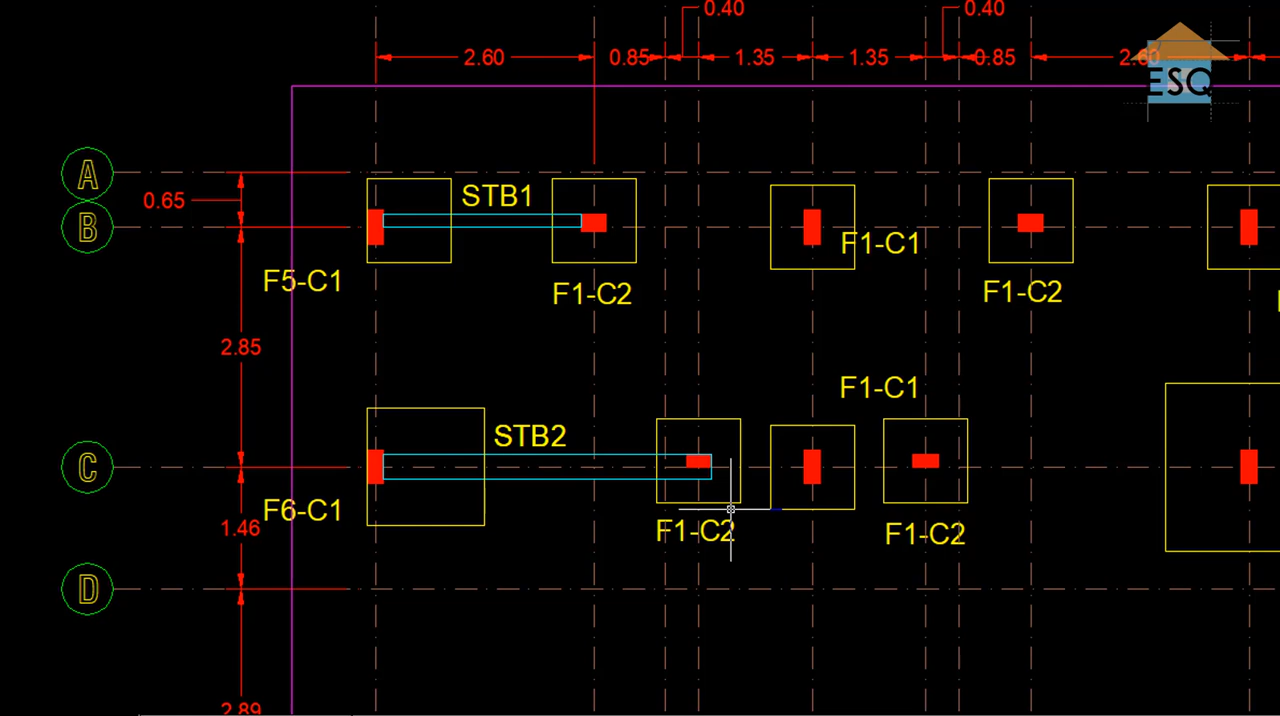 0.40
0.40
2.60
0.85
1.35
1.35
0.85
2.60
ESQ
A
0.65
STB1
B
F1-C1
F5-C1
F1-C2
F1-C2
2.85
F1-C1
STB2
C
F6-C1
1.46
F1-C2
F1-C2
D
2.89